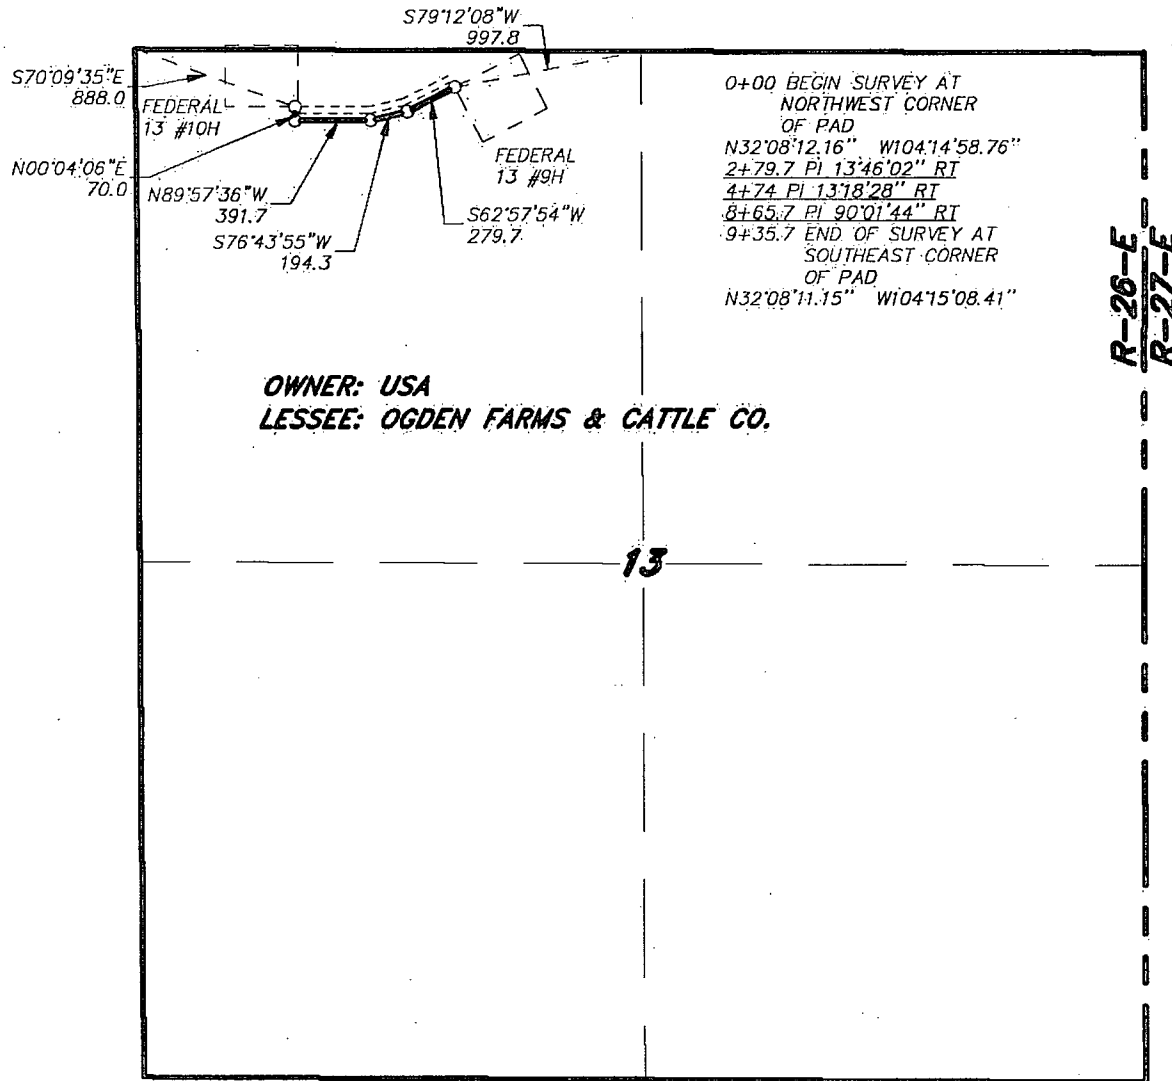 S79°12'08"W
997.8
S70°09'35"E
888.0
FEDERAL
13 #10H
N00°04'06"E
70.0
N89°57'36"W
391.7
S76°43'55"W
194.3
FEDERAL
13 #9H
S62°57'54"W
279.7
0+00 BEGIN SURVEY AT
NORTHWEST CORNER
OF PAD
N32°08'12.16" W104°14'58.76"
2+79.7 PI 13°46'02" RT
4+74 PI 13°18'28" RT
8+65.7 PI 90°01'44" RT
9+35.7 END OF SURVEY AT
SOUTHEAST CORNER
OF PAD
N32°08'11.15" W104°15'08.41"
R-26-E
R-27-E
OWNER: USA
LESSEE: OGDEN FARMS & CATTLE CO.
13